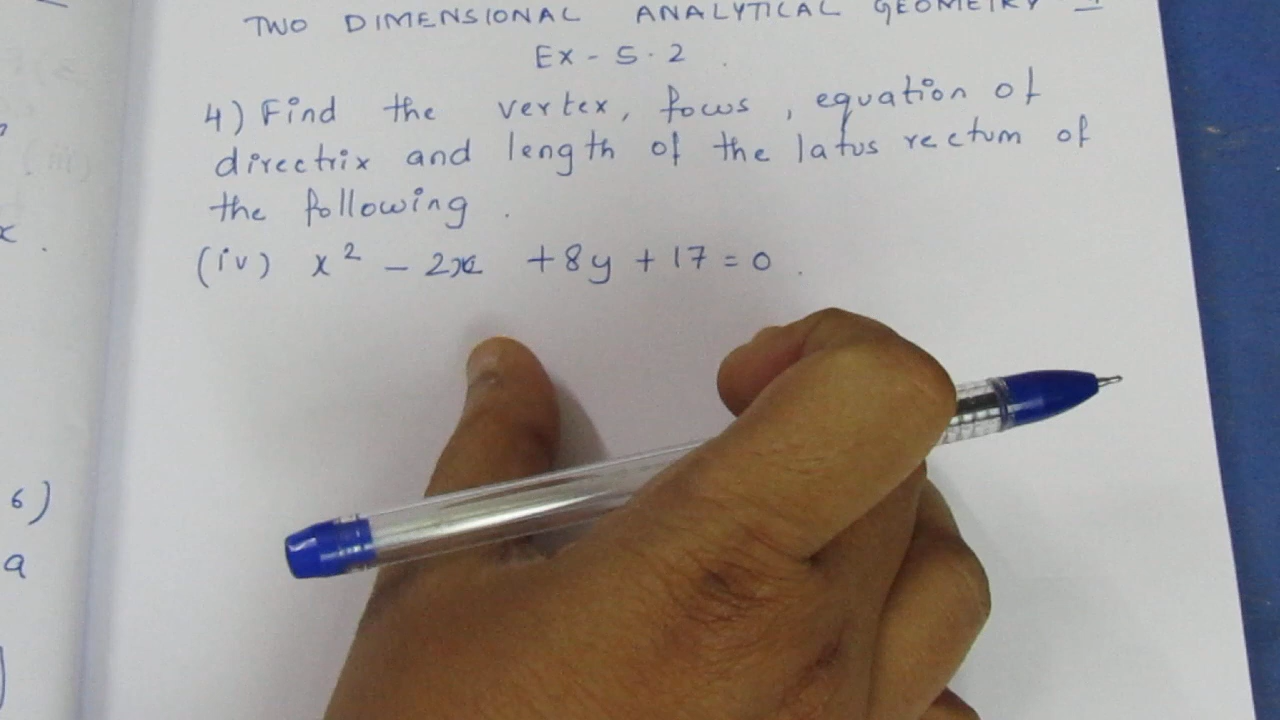 TWO DIMENSIONAL ANALYTICAL GEOMETRY
Ex - 5.2
4) Find the vertex, focus, equation of
directrix and length of the latus rectum of
the following.
(iv) x² - 2x + 8y + 17 = 0.
6)
a